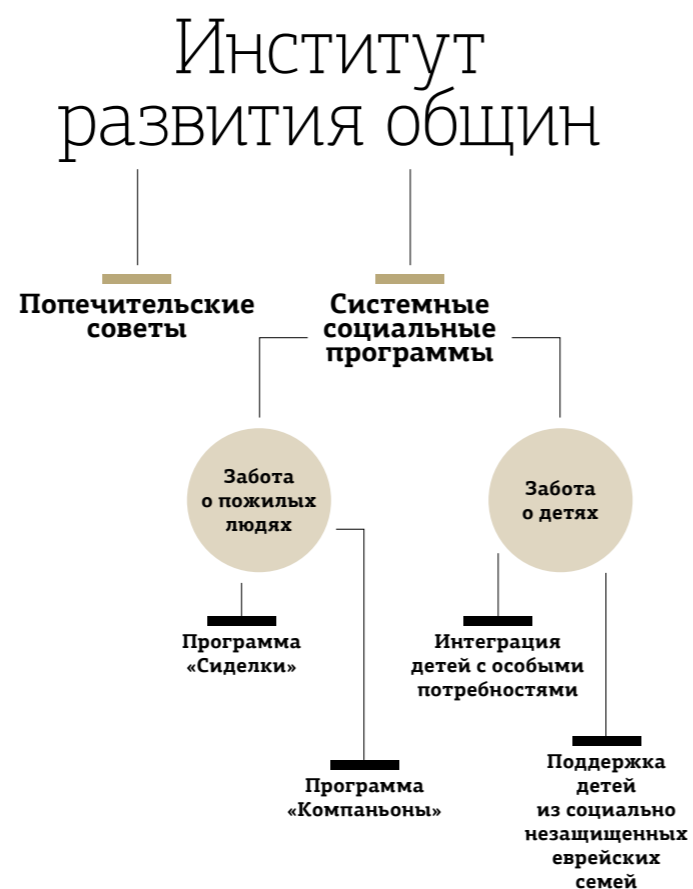 Институт
развития общин
Попечительские
советы
Системные
социальные
программы
Забота
о пожилых
людях
Забота
о детях
Программа
«Сиделки»
Интеграция
детей с особыми
потребностями
Программа
«Компаньоны»
Поддержка
детей
из социально
незащищенных
еврейских
семей